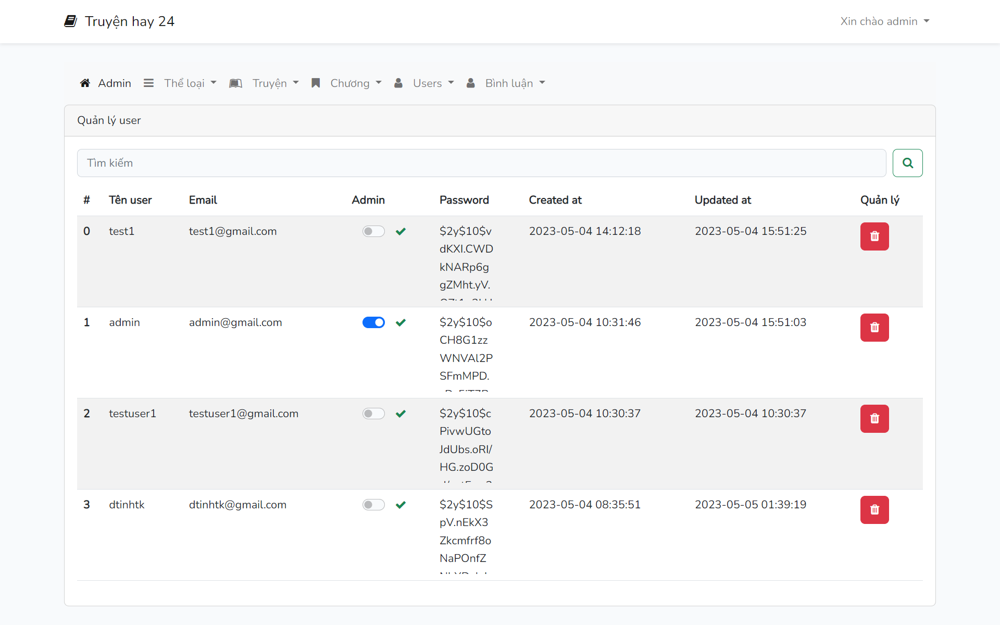 Truyện hay 24
Xin chào admin
Admin Thể loại Truyện Chương Users Bình luận
Quản lý user
Tìm kiếm
# Tên user Email Admin Password Created at Updated at Quản lý
0 test1 test1@gmail.com $2y$10$v 2023-05-04 14:12:18 2023-05-04 15:51:25
dKXI.CWD
kNARp6g
gZMht.yV.
1 admin admin@gmail.com $2y$10$o 2023-05-04 10:31:46 2023-05-04 15:51:03
CH8G1zz
WNVAl2P
SFmMPD.
2 testuser1 testuser1@gmail.com $2y$10$c 2023-05-04 10:30:37 2023-05-04 10:30:37
PivwUGto
JdUbs.oRI/
HG.zoD0G
3 dtinhtk dtinhtk@gmail.com $2y$10$S 2023-05-04 08:35:51 2023-05-05 01:39:19
pV.nEkX3
Zkcmfrf8o
NaPOnfZ